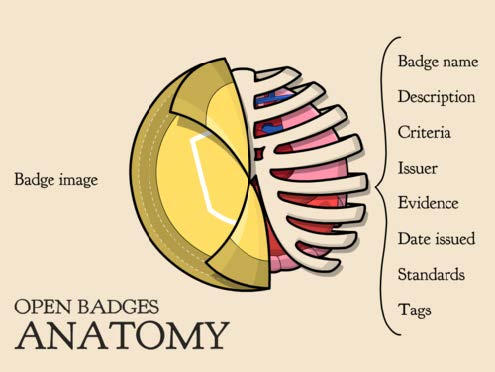 Badge image
OPEN BADGES
ANATOMY
Badge name
Description
Criteria
Issuer
Evidence
Date issued
Standards
Tags